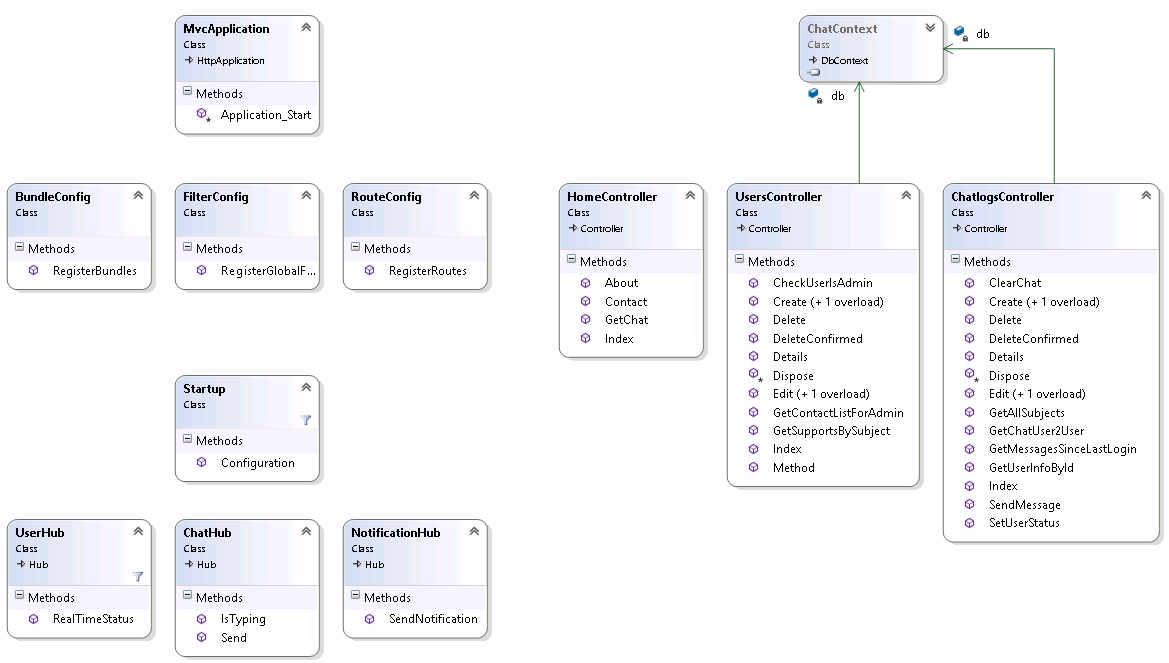 MvcApplication
Class
HttpApplication
Methods
Application_Start
ChatContext
Class
DbContext
db
db
BundleConfig
Class
Methods
RegisterBundles
FilterConfig
Class
Methods
RegisterGlobalF...
RouteConfig
Class
Methods
RegisterRoutes
HomeController
Class
Controller
Methods
About
Contact
GetChat
Index
UsersController
Class
Controller
Methods
CheckUserIsAdmin
Create (+ 1 overload)
Delete
DeleteConfirmed
Details
Dispose
Edit (+ 1 overload)
GetContactListForAdmin
GetSupportsBySubject
Index
Method
ChatlogsController
Class
Controller
Methods
ClearChat
Create (+ 1 overload)
Delete
DeleteConfirmed
Details
Dispose
Edit (+ 1 overload)
GetAllSubjects
GetChatUser2User
GetMessagesSinceLastLogin
GetUserInfoById
Index
SendMessage
SetUserStatus
Startup
Class
Methods
Configuration
UserHub
Class
Hub
Methods
RealTimeStatus
ChatHub
Class
Hub
Methods
IsTyping
Send
NotificationHub
Class
Hub
Methods
SendNotification